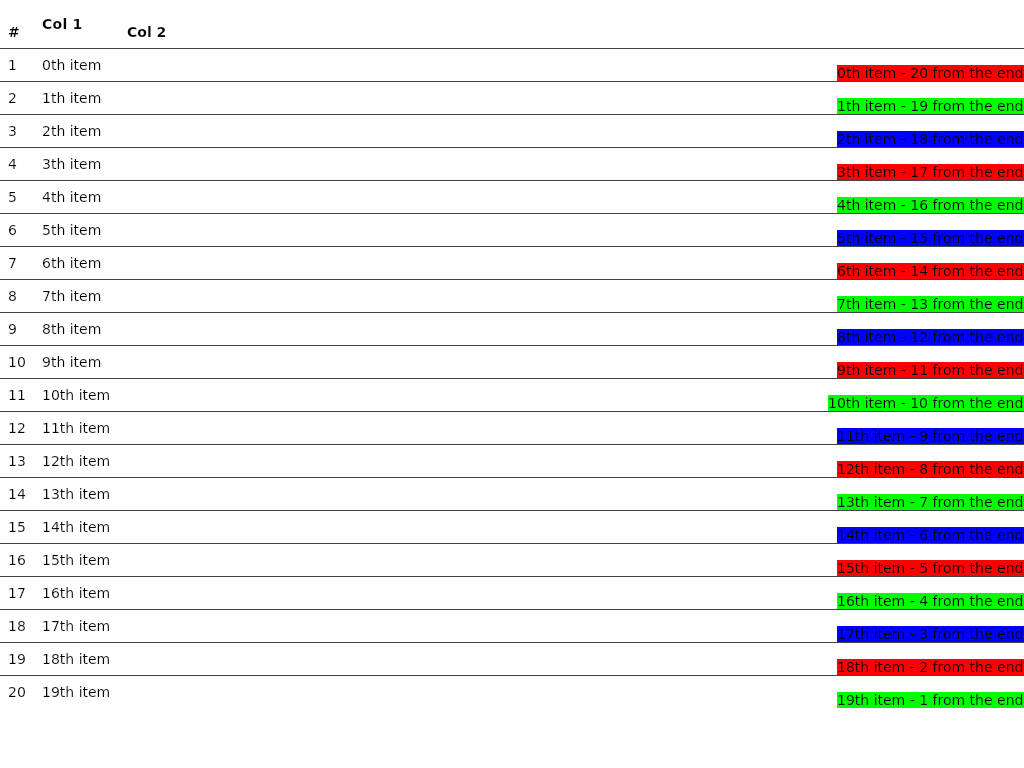 # Col 1 Col 2
1 0th item 0th item - 20 from the end
2 1th item 1th item - 19 from the end
3 2th item 2th item - 18 from the end
4 3th item 3th item - 17 from the end
5 4th item 4th item - 16 from the end
6 5th item 5th item - 15 from the end
7 6th item 6th item - 14 from the end
8 7th item 7th item - 13 from the end
9 8th item 8th item - 12 from the end
10 9th item 9th item - 11 from the end
11 10th item 10th item - 10 from the end
12 11th item 11th item - 9 from the end
13 12th item 12th item - 8 from the end
14 13th item 13th item - 7 from the end
15 14th item 14th item - 6 from the end
16 15th item 15th item - 5 from the end
17 16th item 16th item - 4 from the end
18 17th item 17th item - 3 from the end
19 18th item 18th item - 2 from the end
20 19th item 19th item - 1 from the end